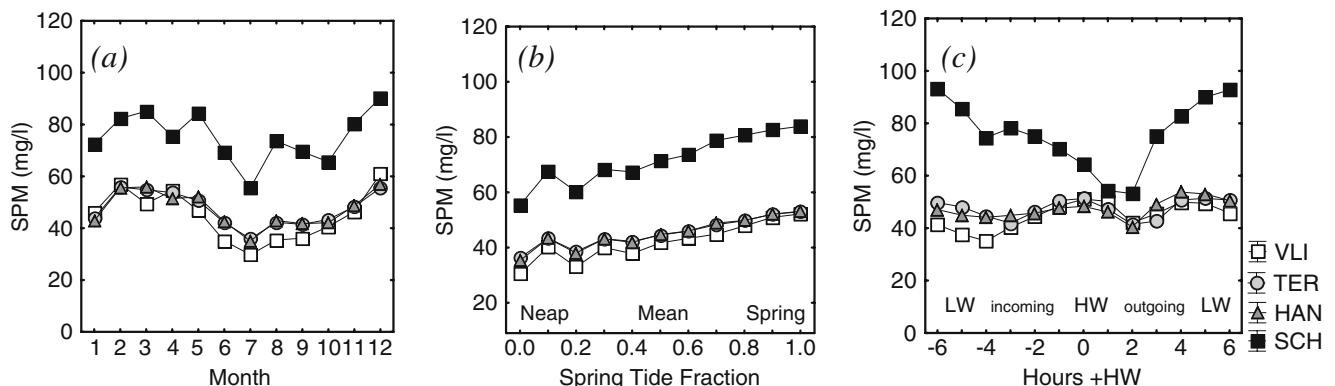 (a)
SPM (mg/l)
120
100
80
60
40
20
0
1 2 3 4 5 6 7 8 9 10 11 12
Month
(b)
SPM (mg/l)
120
100
80
60
40
20
Neap Mean Spring
0.0 0.2 0.4 0.6 0.8 1.0
Spring Tide Fraction
(c)
SPM (mg/l)
120
100
80
60
40
20
0
LW incoming HW outgoing LW
-6 -4 -2 0 2 4 6
Hours +HW
VLI
TER
HAN
SCH